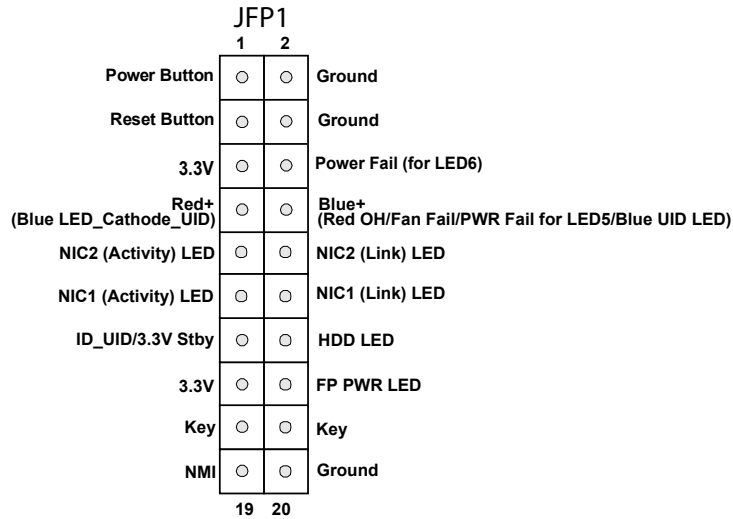 JFP1
1 2
Power Button Ground
Reset Button Ground
3.3V Power Fail (for LED6)
Red+ Blue+
(Blue LED_Cathode_UID) (Red OH/Fan Fail/PWR Fail for LED5/Blue UID LED)
NIC2 (Activity) LED NIC2 (Link) LED
NIC1 (Activity) LED NIC1 (Link) LED
ID_UID/3.3V Stby HDD LED
3.3V FP PWR LED
Key Key
NMI Ground
19 20